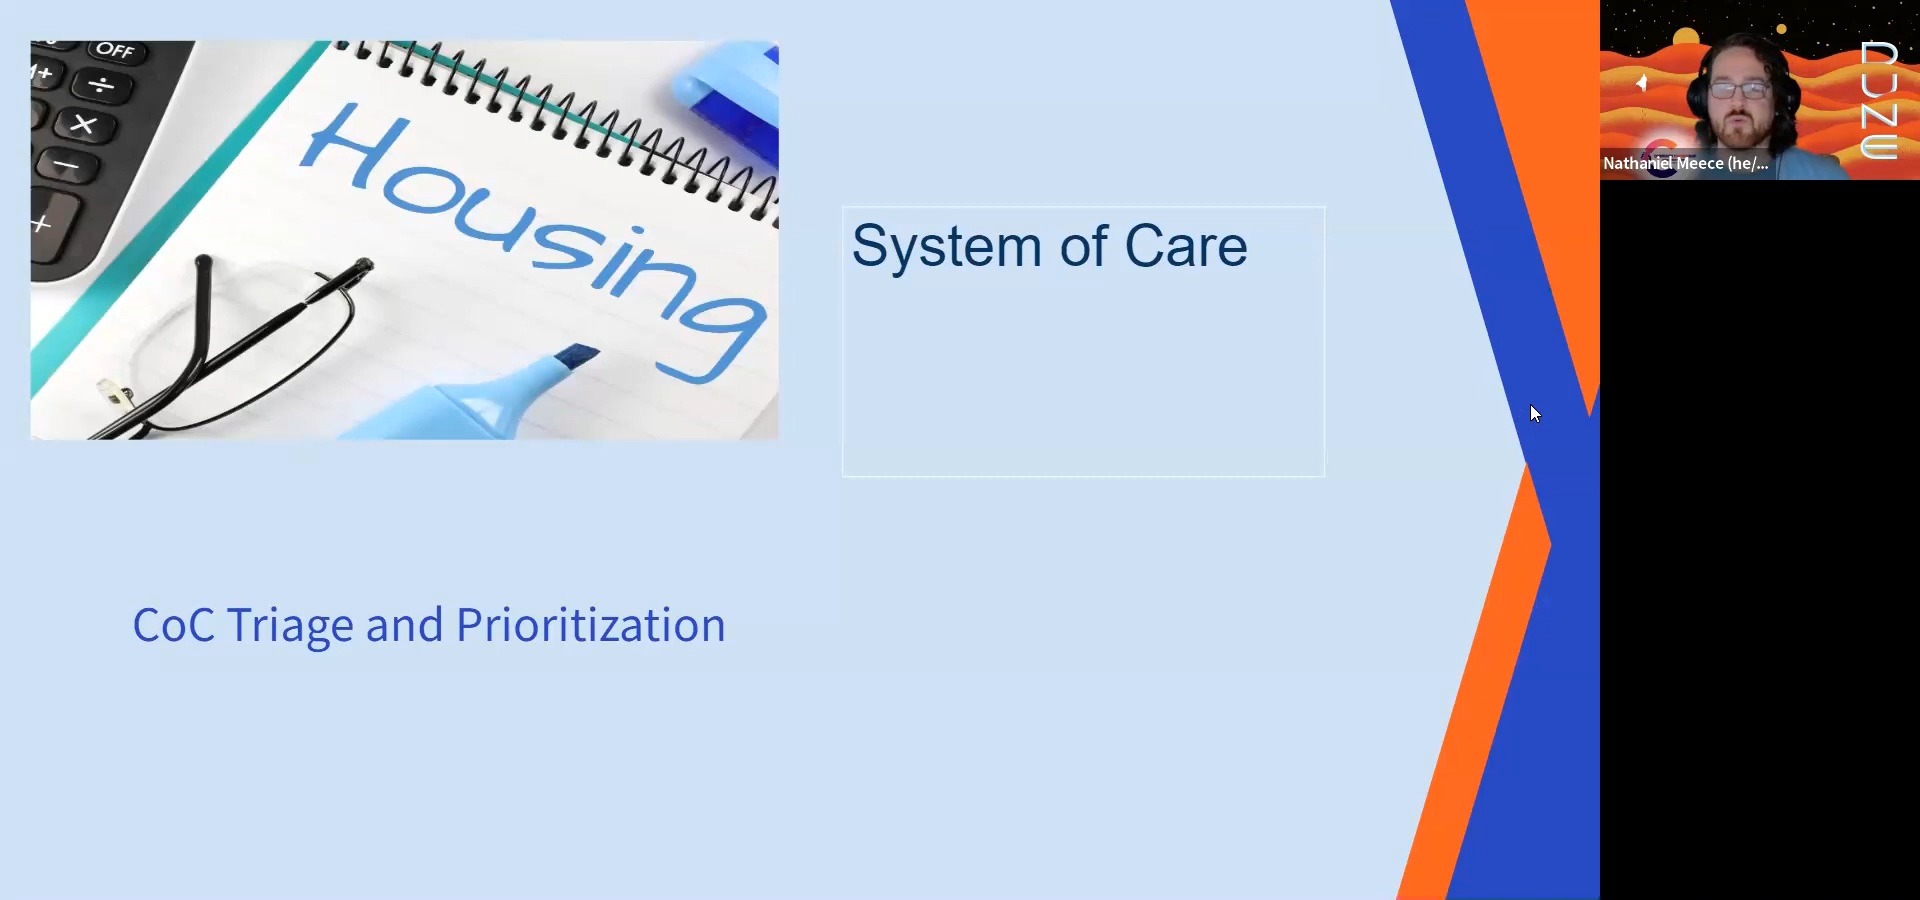 OFF
M+
÷
×
−
+
Housing
System of Care
CoC Triage and Prioritization
DUNE
Nathaniel Meece (he/...